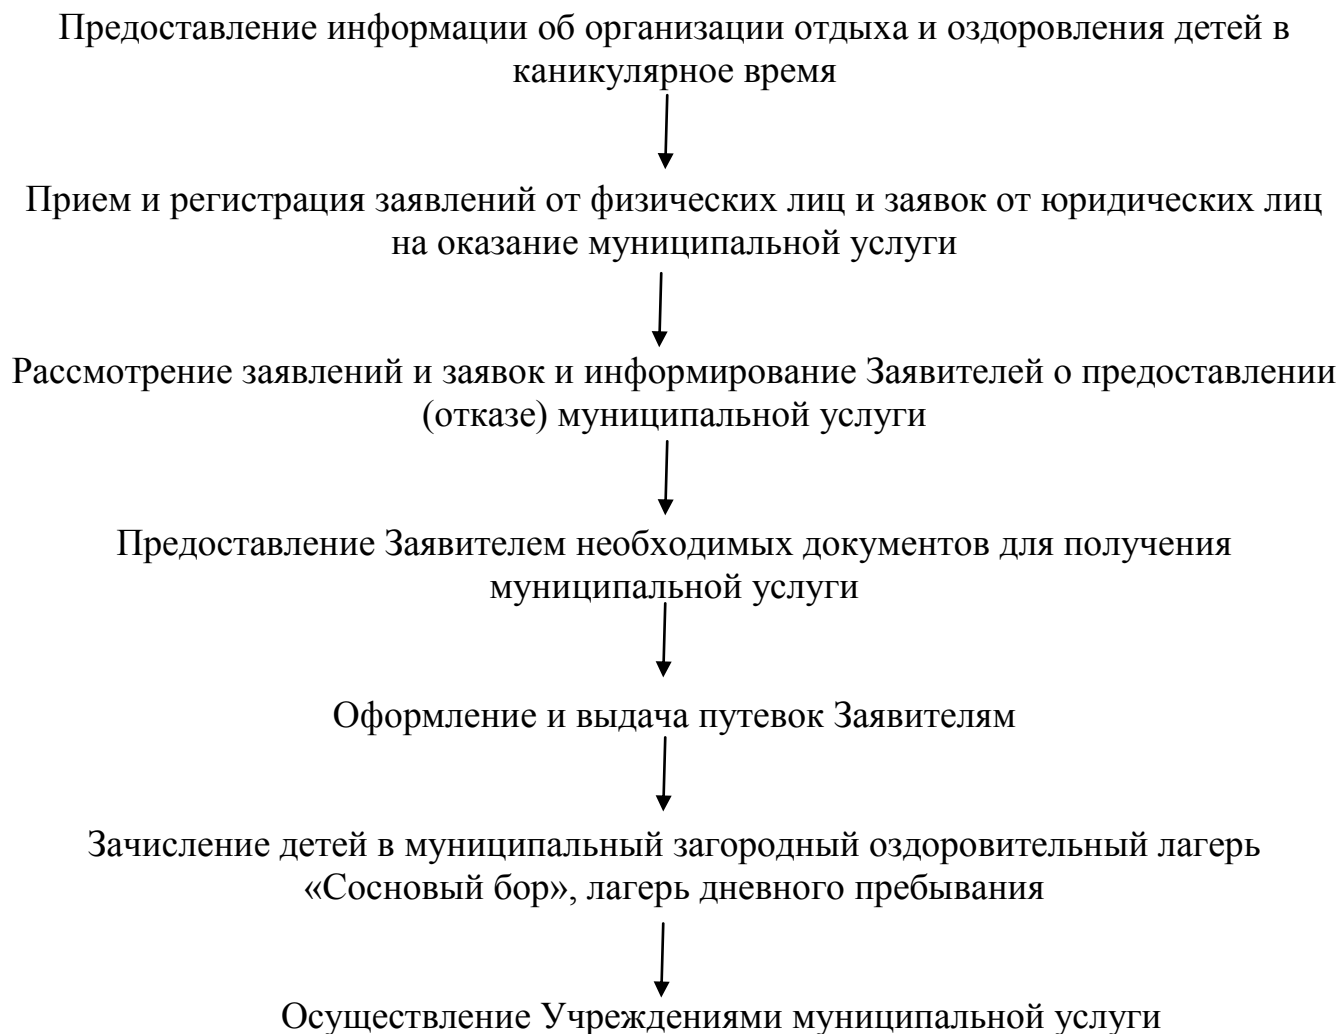 Предоставление информации об организации отдыха и оздоровления детей в
каникулярное время
Прием и регистрация заявлений от физических лиц и заявок от юридических лиц
на оказание муниципальной услуги
Рассмотрение заявлений и заявок и информирование Заявителей о предоставлении
(отказе) муниципальной услуги
Предоставление Заявителем необходимых документов для получения
муниципальной услуги
Оформление и выдача путевок Заявителям
Зачисление детей в муниципальный загородный оздоровительный лагерь
«Сосновый бор», лагерь дневного пребывания
Осуществление Учреждениями муниципальной услуги